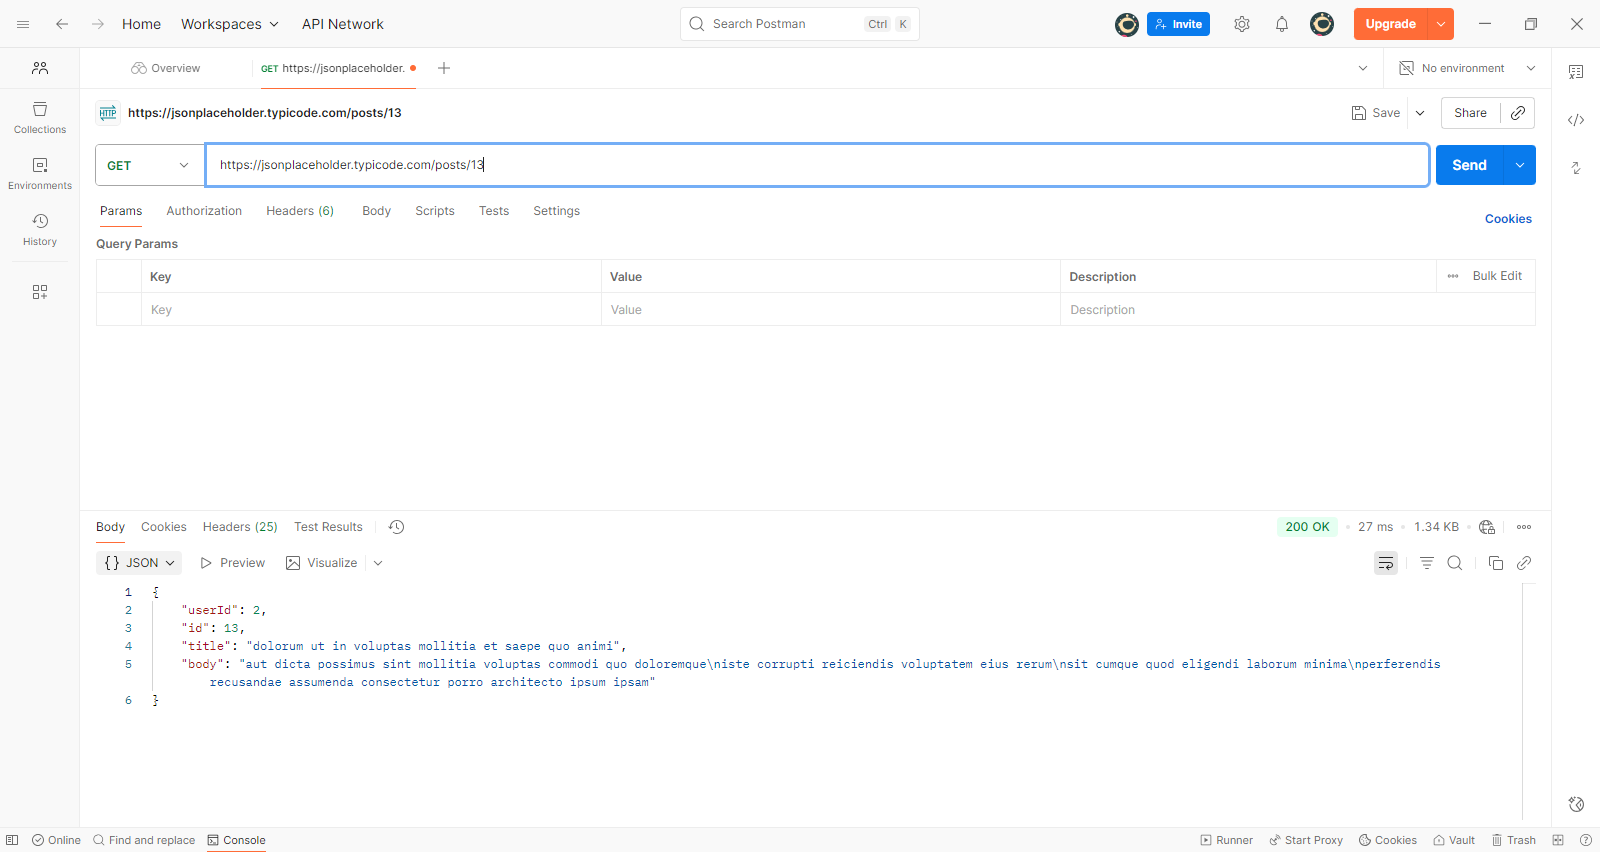 Home Workspaces API Network Search Postman Ctrl K Invite Upgrade
Overview GET https://jsonplaceholder. No environment
HTTP https://jsonplaceholder.typicode.com/posts/13 Save Share
Collections
GET https://jsonplaceholder.typicode.com/posts/13 Send
Environments
Params Authorization Headers (6) Body Scripts Tests Settings Cookies
History
Query Params
Key Value Description Bulk Edit
Key Value Description
Body Cookies Headers (25) Test Results 200 OK 27 ms 1.34 KB
{} JSON Preview Visualize
1 {
2 "userId": 2,
3 "id": 13,
4 "title": "dolorum ut in voluptas mollitia et saepe quo animi",
5 "body": "aut dicta possimus sint mollitia voluptas commodi quo doloremque\niste corrupti reiciendis voluptatem eius rerum\nsit cumque quod eligendi laborum minima\nperferendis
recusandae assumenda consectetur porro architecto ipsum ipsam"
6 }
Online Find and replace Console Runner Start Proxy Cookies Vault Trash